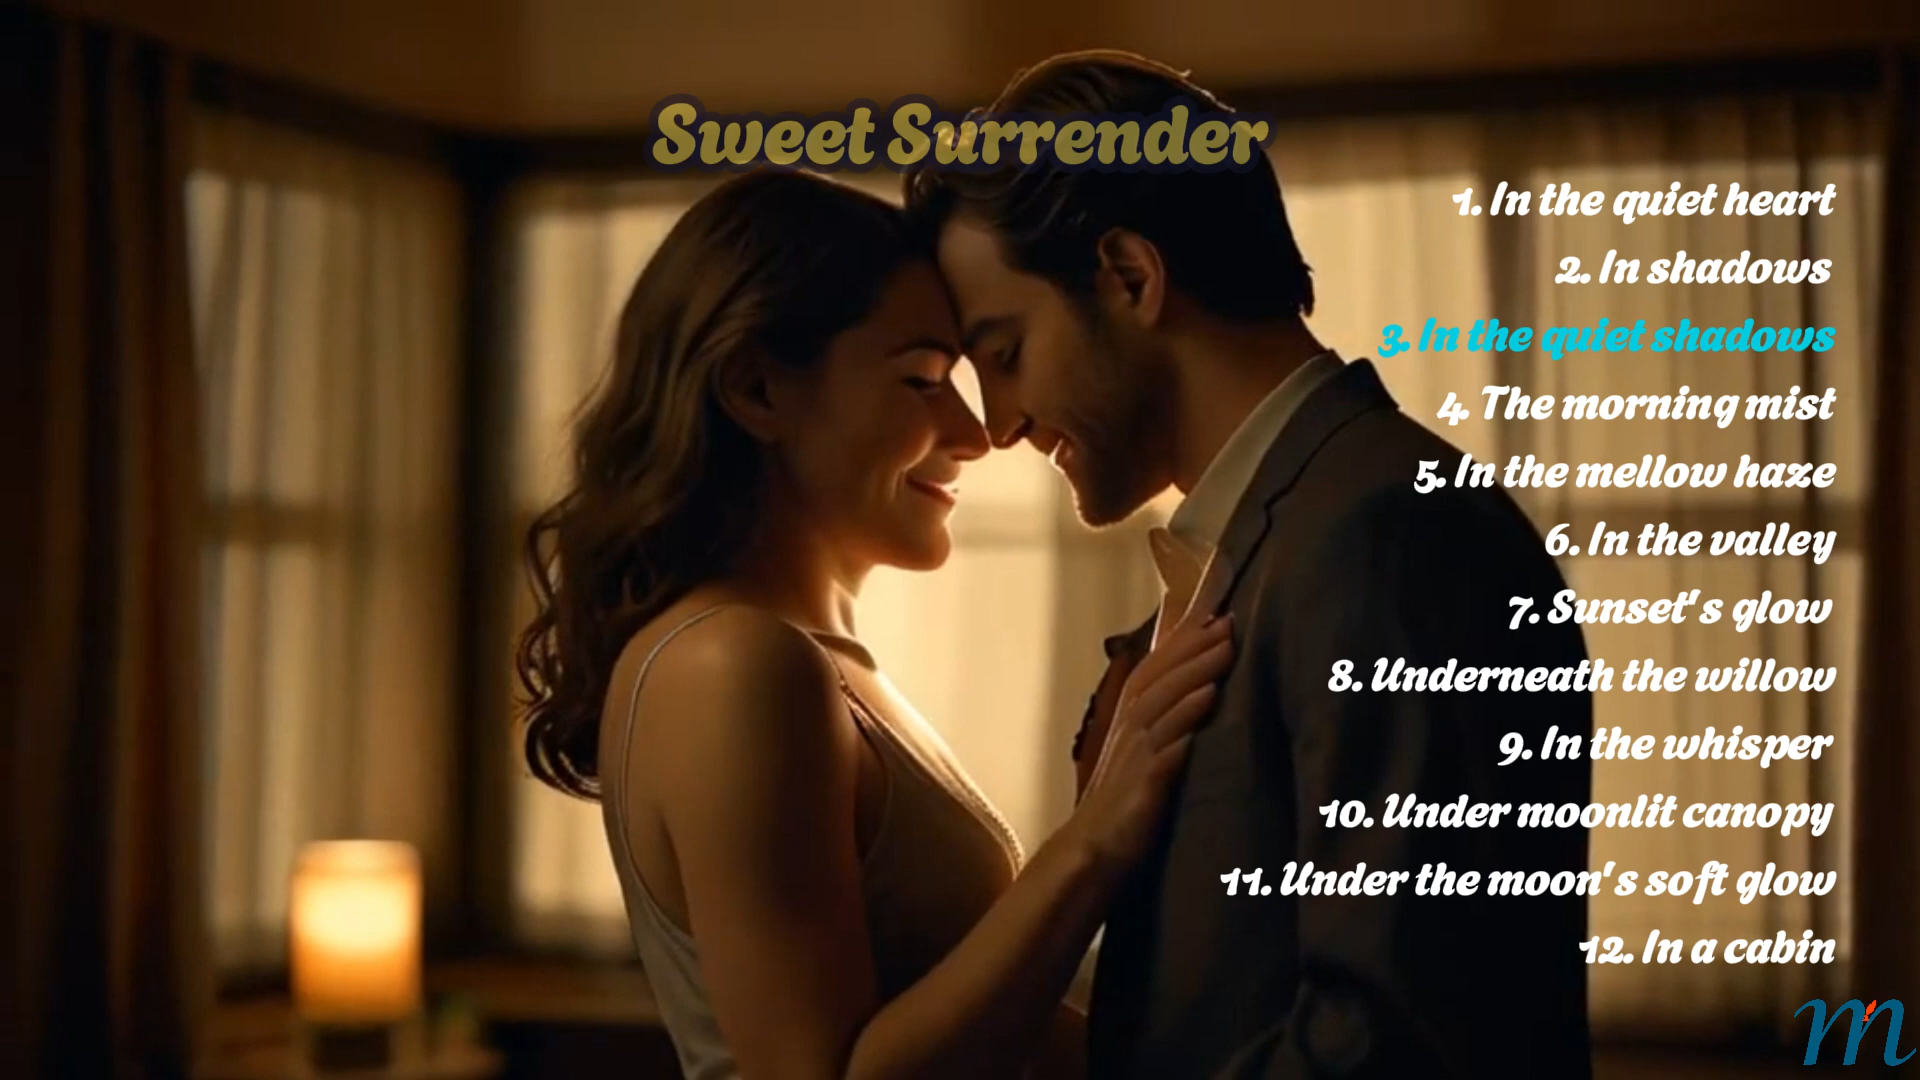 Sweet Surrender
1. In the quiet heart
2. In shadows
3. In the quiet shadows
4. The morning mist
5. In the mellow haze
6. In the valley
7. Sunset's glow
8. Underneath the willow
9. In the whisper
10. Under moonlit canopy
11. Under the moon's soft glow
12. In a cabin
m